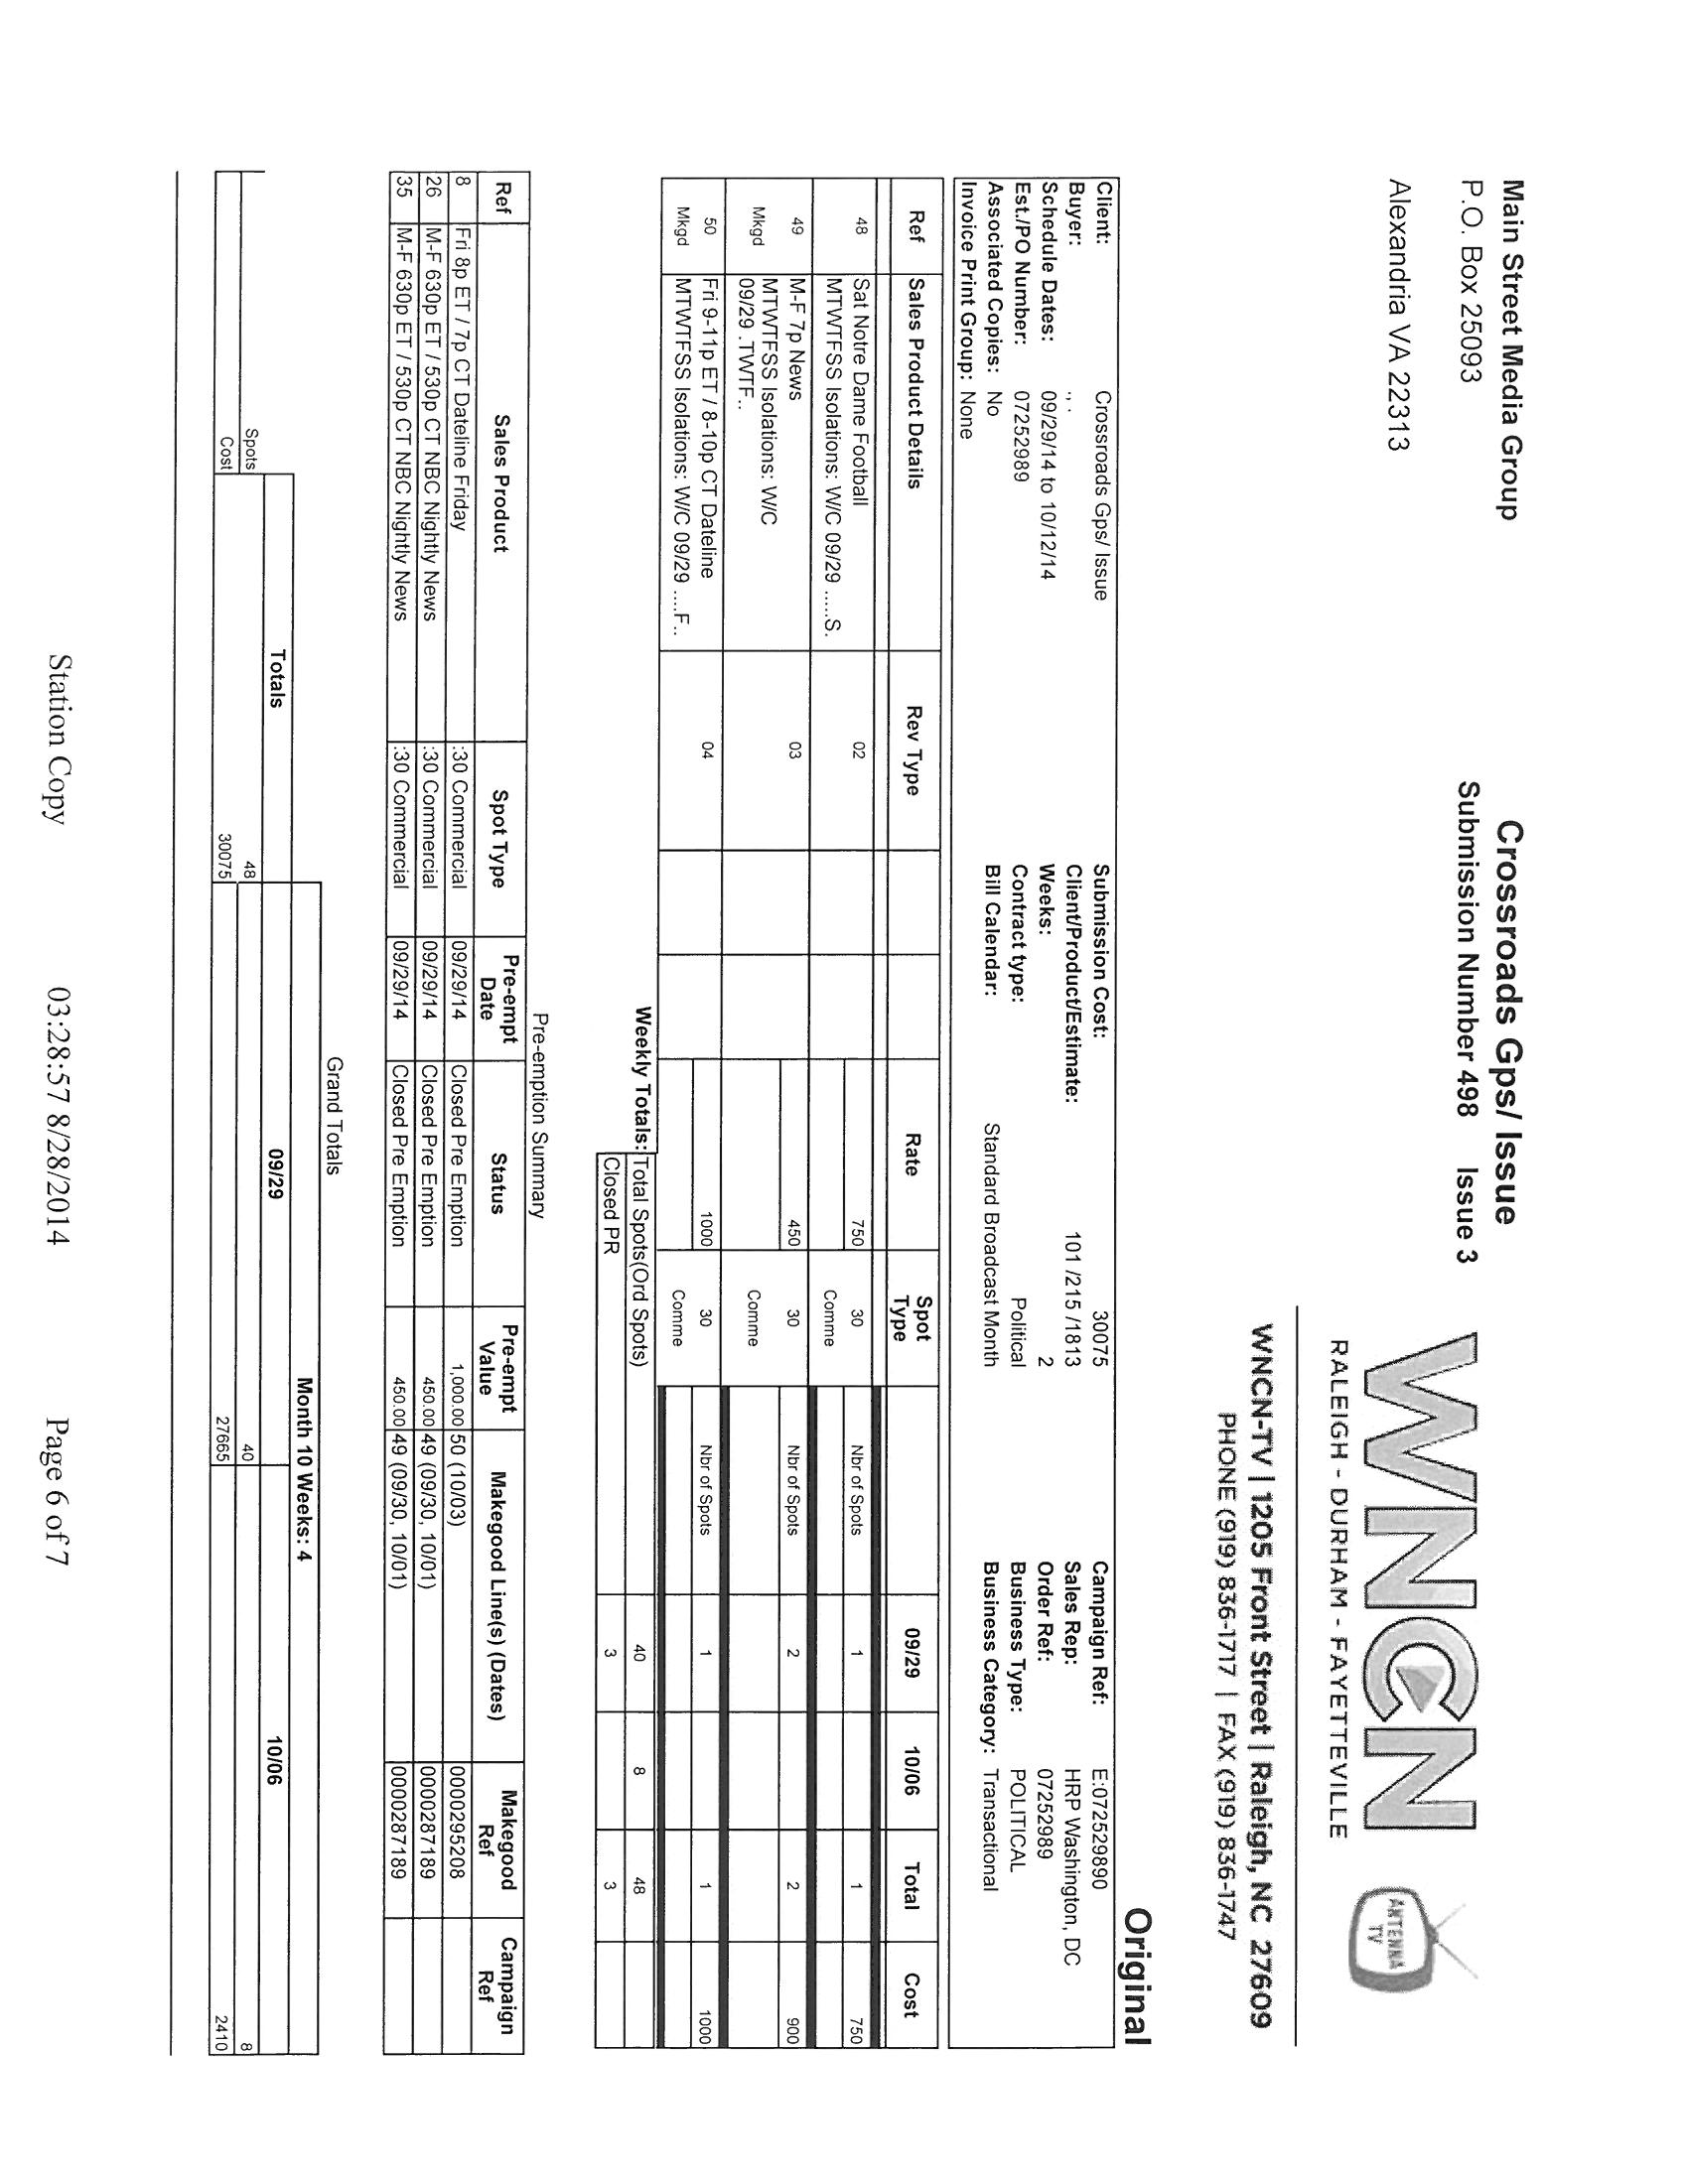 Main Street Media Group
P.O. Box 25093
Alexandria VA 22313
Crossroads Gps/ Issue
Submission Number 498 Issue 3
WNCN
ANTENNA
TV
RALEIGH - DURHAM - FAYETTEVILLE
WNCN-TV | 1205 Front Street | Raleigh, NC 27609
PHONE (919) 836-1717 | FAX (919) 836-1747
Original
Client: Crossroads Gps/ Issue Submission Cost: 30075 Campaign Ref: E:072529890
Buyer: Client/Product/Estimate: 101 /215 /1813 Sales Rep: HRP Washington, DC
Schedule Dates: 09/29/14 to 10/12/14 Weeks: 2 Order Ref: 07252989
Est./PO Number: 07252989 Contract type: Political Business Type: POLITICAL
Associated Copies: No Bill Calendar: Standard Broadcast Month Business Category: Transactional
Invoice Print Group: None
Ref Sales Product Details Rev Type Rate Spot Type 09/29 10/06 Total Cost
48 Sat Notre Dame Football 02 750 30 Nbr of Spots 1 1 750
MTWTFSS Isolations: W/C 09/29 .....S. Comme
49 M-F 7p News 03 450 30 Nbr of Spots 2 2 900
Mkgd MTWTFSS Isolations: W/C Comme
09/29 .TWTF..
50 Fri 9-11p ET / 8-10p CT Dateline 04 1000 30 Nbr of Spots 1 1 1000
Mkgd MTWTFSS Isolations: W/C 09/29 ....F.. Comme
Weekly Totals: Total Spots(Ord Spots) 40 8 48
Closed PR 3 3
Pre-emption Summary
Ref Sales Product Spot Type Pre-empt Date Status Pre-empt Value Makegood Line(s) (Dates) Makegood Ref Campaign Ref
8 Fri 8p ET / 7p CT Dateline Friday :30 Commercial 09/29/14 Closed Pre Emption 1,000.00 50 (10/03) 0000295208
26 M-F 630p ET / 530p CT NBC Nightly News :30 Commercial 09/29/14 Closed Pre Emption 450.00 49 (09/30, 10/01) 0000287189
35 M-F 630p ET / 530p CT NBC Nightly News :30 Commercial 09/29/14 Closed Pre Emption 450.00 49 (09/30, 10/01) 0000287189
Grand Totals
Month 10 Weeks: 4
Totals 09/29 10/06
Spots 48 40 8
Cost 30075 27665 2410
Station Copy 03:28:57 8/28/2014 Page 6 of 7